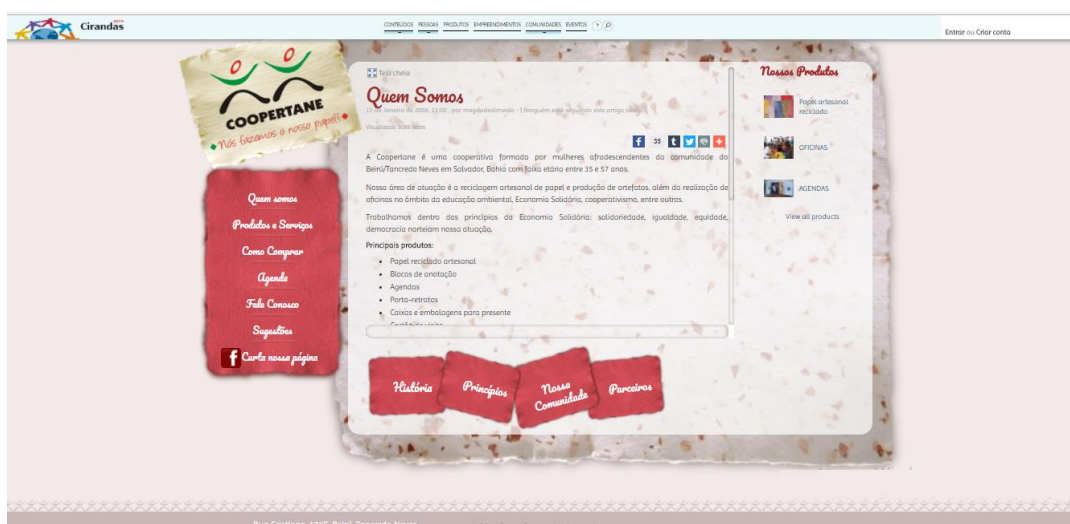 Cirandas
CONTEÚDOS PESSOAS PRODUTOS EMPREENDIMENTOS COMUNIDADES EVENTOS ?
Entrar ou Criar conta
COOPERTANE
Nós fazemos o nosso papel!
Quem somos
Produtos e Serviços
Como Comprar
Agenda
Fale Conosco
Sugestões
f Curta nossa página
Tela cheia
Quem Somos
35
A Coopertane é uma cooperativa formada por mulheres afrodescendentes da comunidade do
Beirú/Tancredo Neves em Salvador, Bahia com faixa etária entre 35 e 57 anos.
Nossa área de atuação é a reciclagem artesanal de papel e produção de artefatos, além da realização de
oficinas no âmbito da educação ambiental, Economia Solidária, cooperativismo, entre outros.
Trabalhamos dentro dos princípios da Economia Solidária: solidariedade, igualdade, equidade,
democracia norteiam nossa atuação.
Principais produtos:
Papel reciclado artesanal
Blocos de anotação
Agendas
Porta-retratos
Caixas e embalagens para presente
História
Princípios
Nossa
Comunidade
Parceiros
Nossos Produtos
Papel artesanal
reciclado
OFICINAS
AGENDAS
View all products